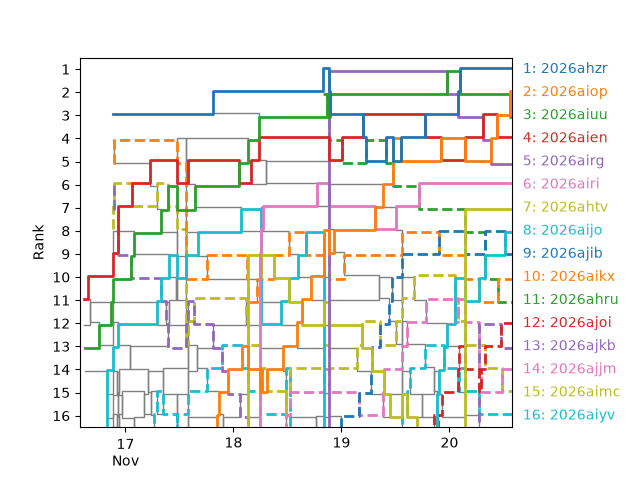 1
2
3
4
5
6
7
8
9
10
11
12
13
14
15
16
Rank
17
18
19
20
Nov
1: 2026ahzr
2: 2026aiop
3: 2026aiuu
4: 2026aien
5: 2026airg
6: 2026airi
7: 2026ahtv
8: 2026aijo
9: 2026ajib
10: 2026aikx
11: 2026ahru
12: 2026ajoi
13: 2026ajkb
14: 2026ajjm
15: 2026aimc
16: 2026aiyv